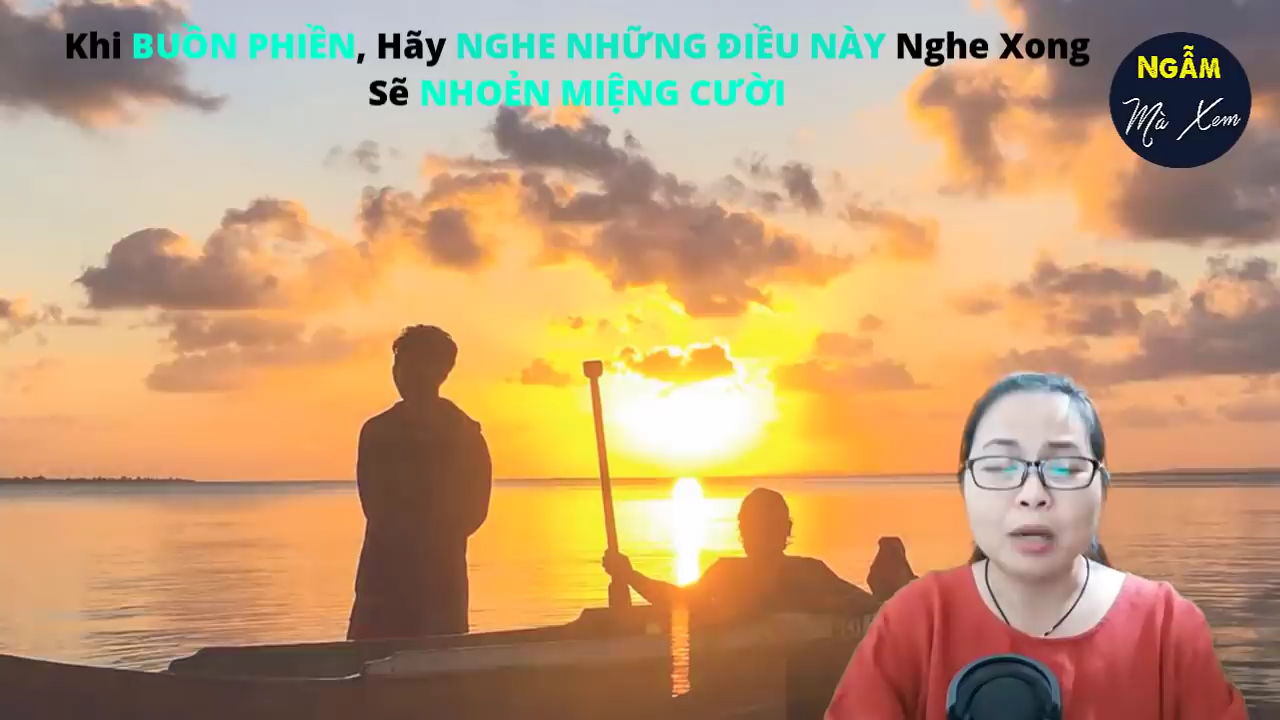 Khi BUỒN PHIỀN, Hãy NGHE NHỮNG ĐIỀU NÀY Nghe Xong
Sẽ NHOẺN MIỆNG CƯỜI
NGẪM
Mà Xem